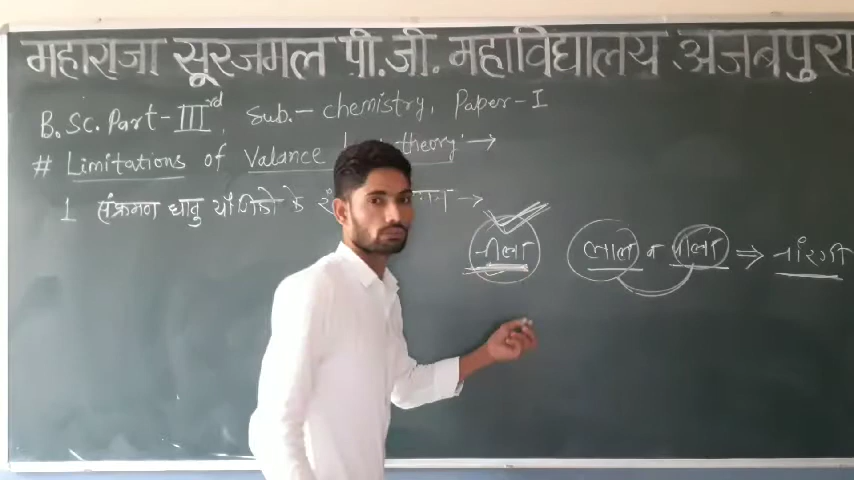 महाराजा सूरजमल पी.जी. महाविद्यालय अजबपुरा
B.Sc. Part-III rd, Sub.- chemistry, Paper-I
# Limitations of Valance theory:→
1 संक्रमण धातु यौगिको के →
नीला लाल व पीला ⇒ नारंगी